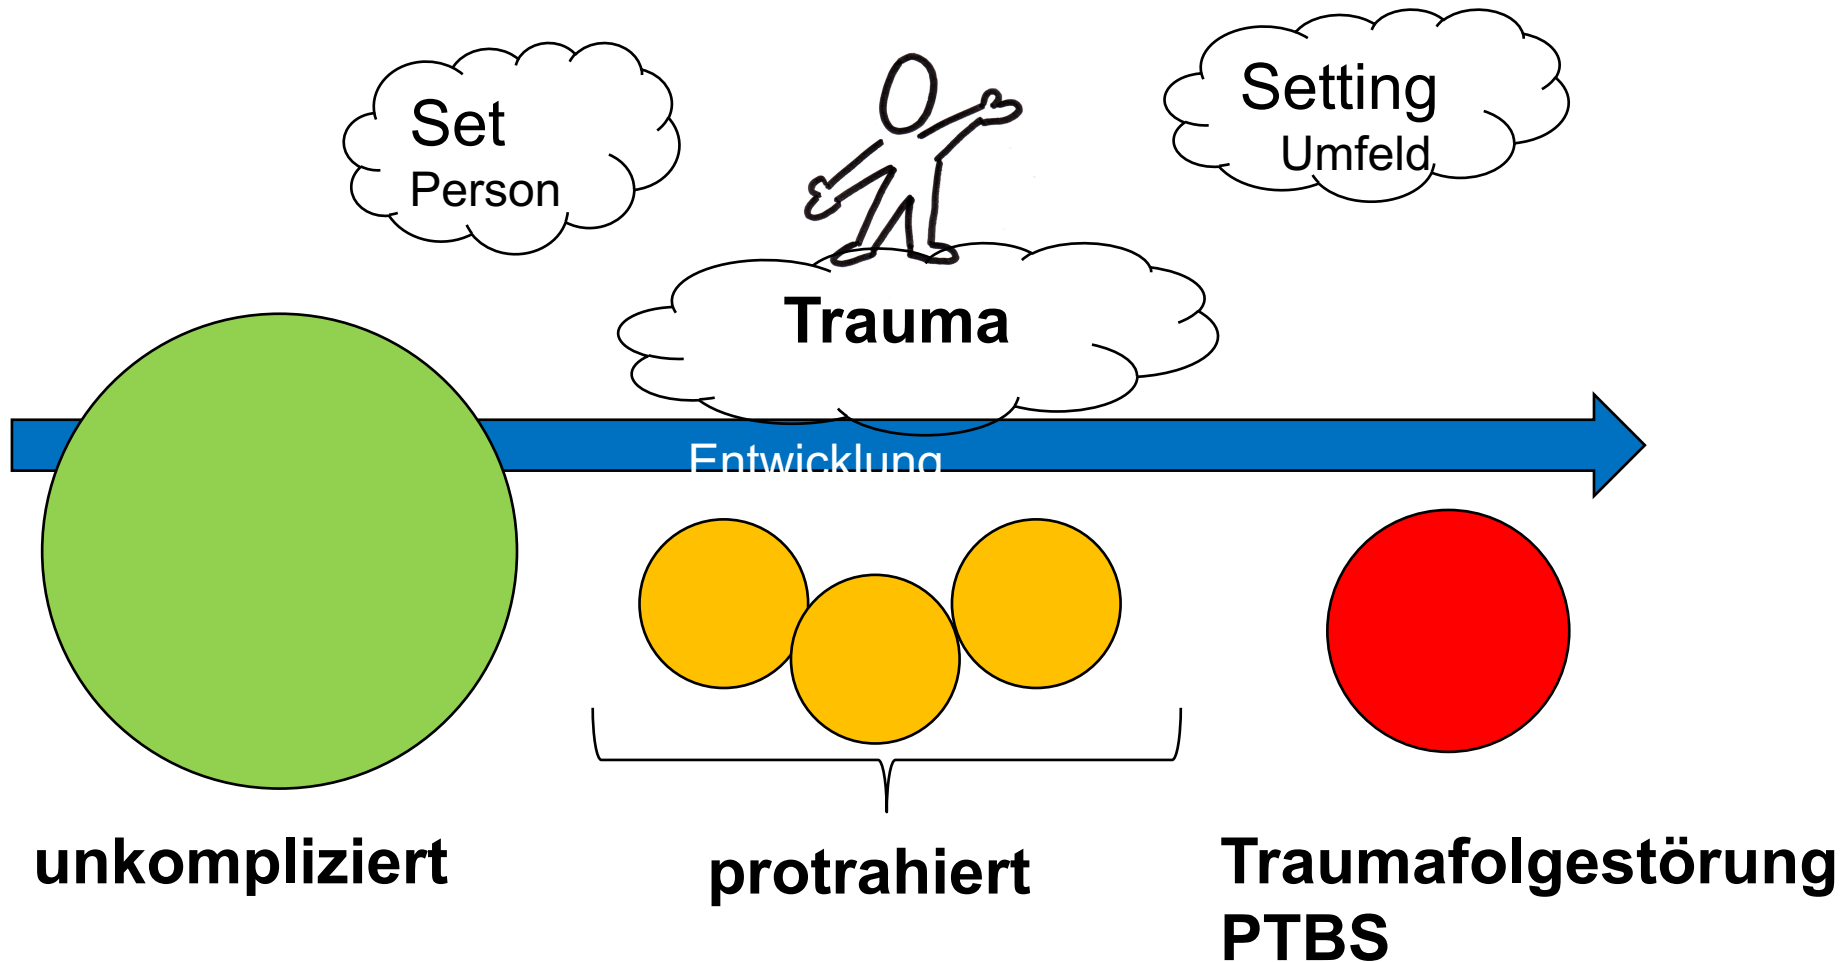 Set
Person
Setting
Umfeld
Trauma
Entwicklung
unkompliziert
protrahiert
Traumafolgestörung
PTBS